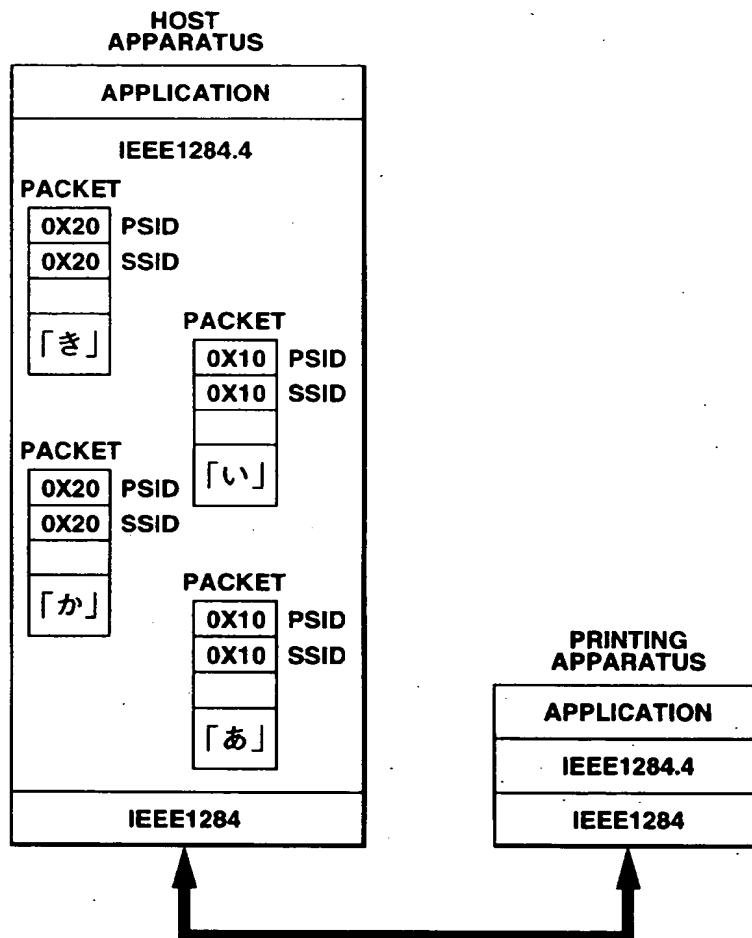 HOST
APPARATUS
APPLICATION
IEEE1284.4
PACKET
0X20 PSID
0X20 SSID
「き」
PACKET
0X10 PSID
0X10 SSID
「い」
PACKET
0X20 PSID
0X20 SSID
「か」
PACKET
0X10 PSID
0X10 SSID
「あ」
IEEE1284
PRINTING
APPARATUS
APPLICATION
IEEE1284.4
IEEE1284